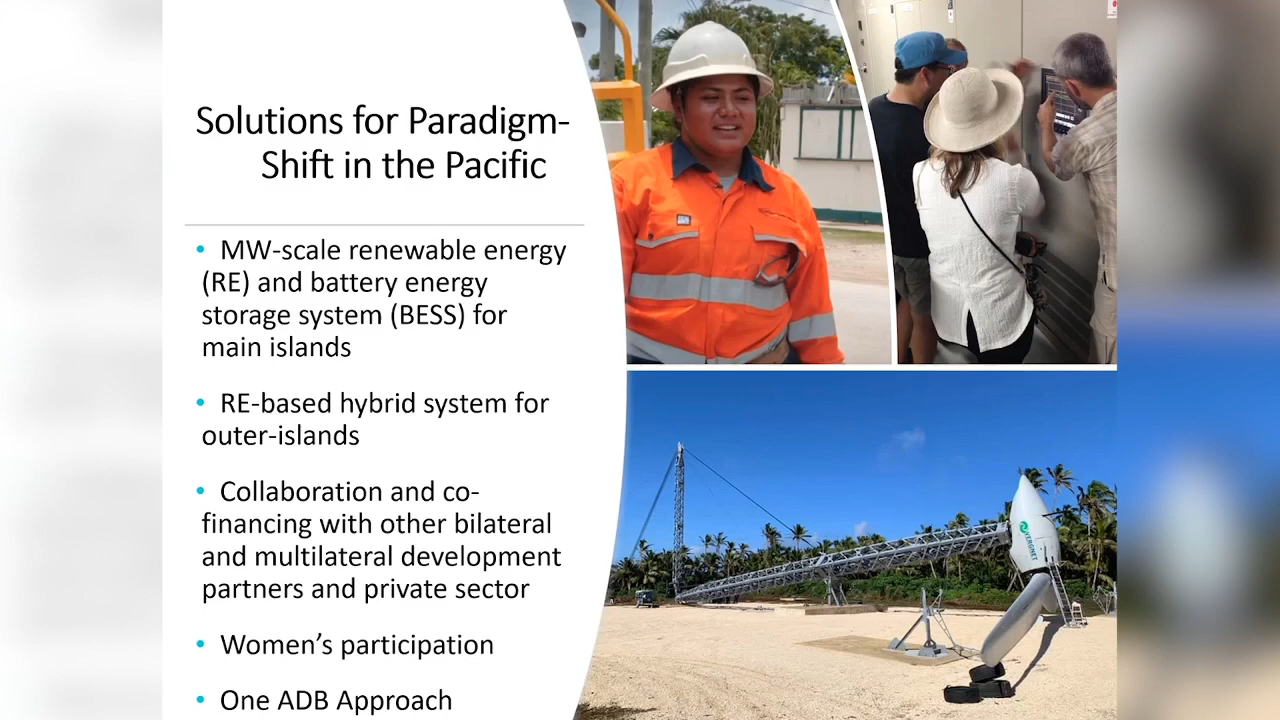 Solutions for Paradigm-
Shift in the Pacific
• MW-scale renewable energy
(RE) and battery energy
storage system (BESS) for
main islands
• RE-based hybrid system for
outer-islands
• Collaboration and co-
financing with other bilateral
and multilateral development
partners and private sector
• Women’s participation
• One ADB Approach
VERGNET